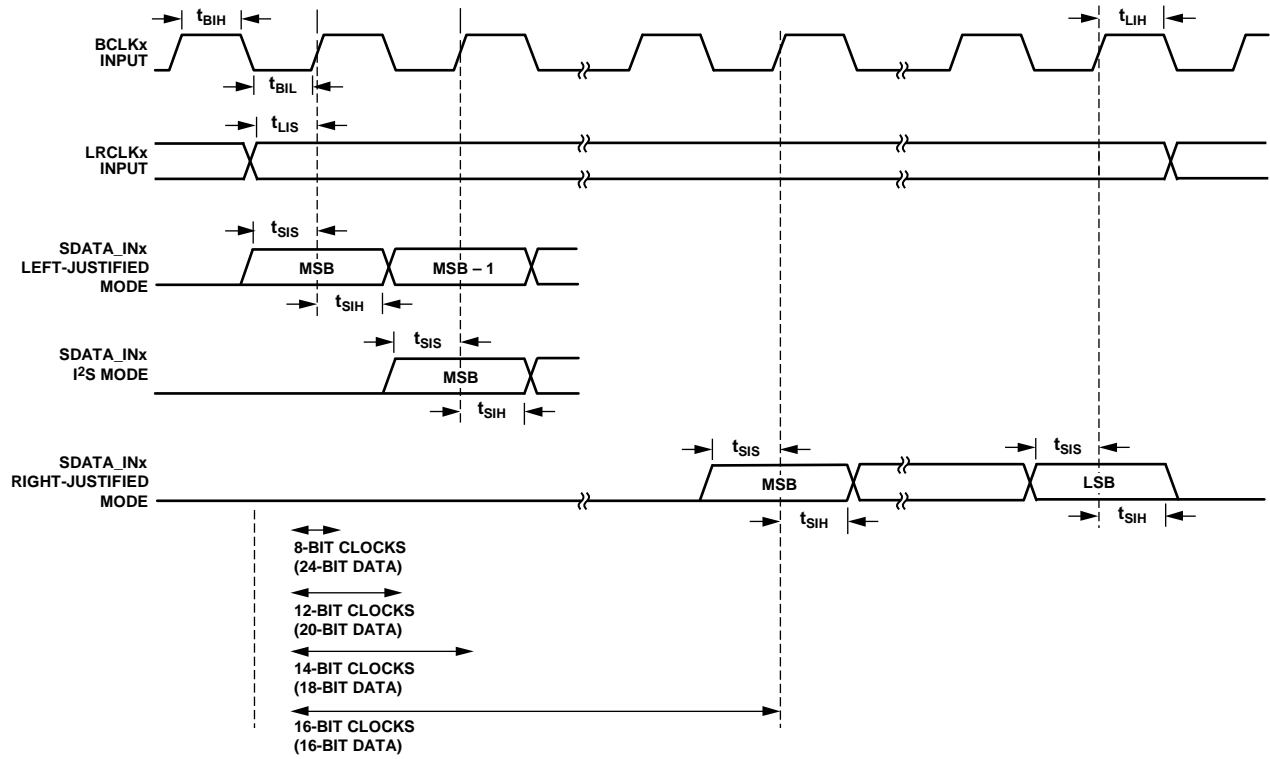 tBIH
tLIH
BCLKx
INPUT
tBIL
tLIS
LRCLKx
INPUT
tSIS
SDATA_INx
LEFT-JUSTIFIED
MODE
MSB
MSB – 1
tSIH
tSIS
SDATA_INx
I2S MODE
MSB
tSIH
tSIS
tSIS
SDATA_INx
RIGHT-JUSTIFIED
MODE
MSB
LSB
tSIH
tSIH
8-BIT CLOCKS
(24-BIT DATA)
12-BIT CLOCKS
(20-BIT DATA)
14-BIT CLOCKS
(18-BIT DATA)
16-BIT CLOCKS
(16-BIT DATA)